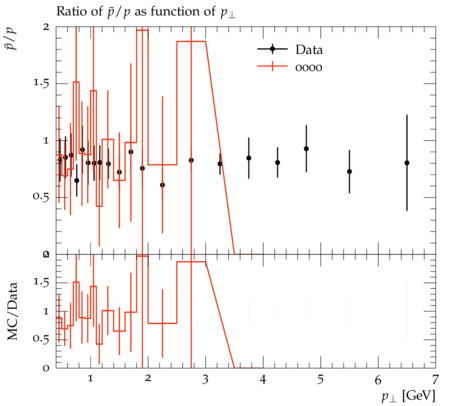 Ratio of p̄/p as function of p⊥
p̄/p
2
1.5
1
0.5
0
Data
oooo
MC/Data
2
1.5
1
0.5
0
1 2 3 4 5 6 7
p⊥ [GeV]